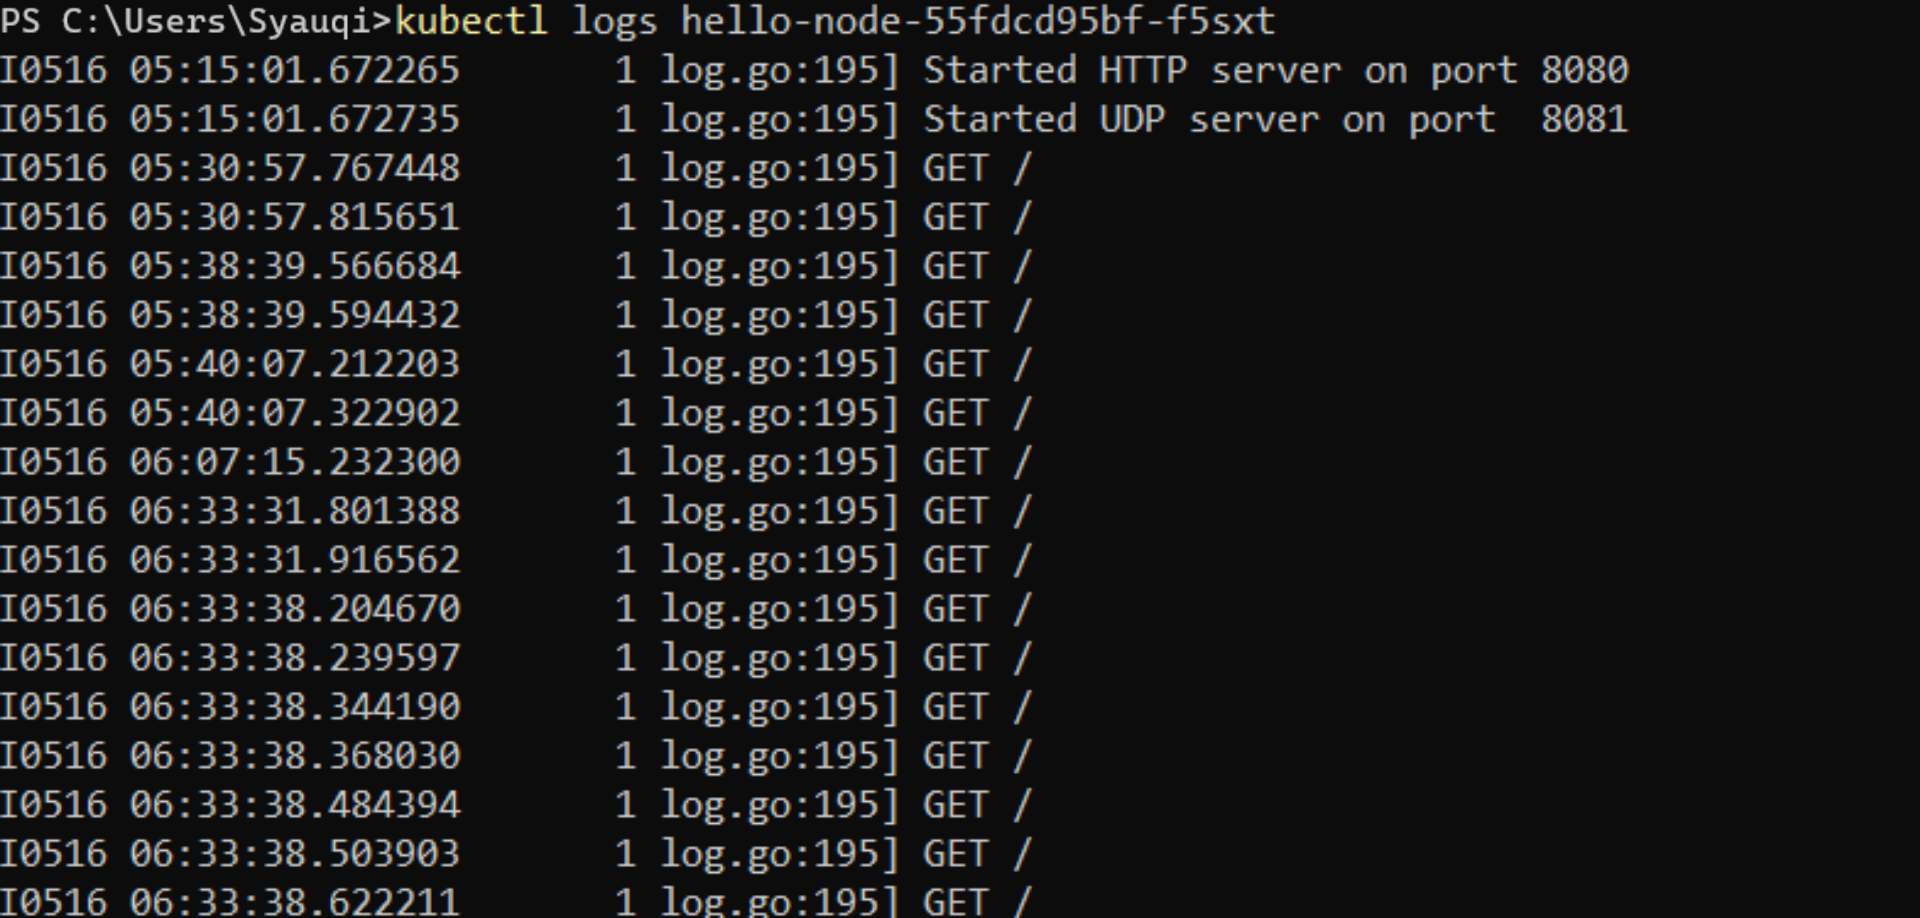 PS C:\Users\Syauqi>kubectl logs hello-node-55fdcd95bf-f5sxt
I0516 05:15:01.672265       1 log.go:195] Started HTTP server on port 8080
I0516 05:15:01.672735       1 log.go:195] Started UDP server on port  8081
I0516 05:30:57.767448       1 log.go:195] GET /
I0516 05:30:57.815651       1 log.go:195] GET /
I0516 05:38:39.566684       1 log.go:195] GET /
I0516 05:38:39.594432       1 log.go:195] GET /
I0516 05:40:07.212203       1 log.go:195] GET /
I0516 05:40:07.322902       1 log.go:195] GET /
I0516 06:07:15.232300       1 log.go:195] GET /
I0516 06:33:31.801388       1 log.go:195] GET /
I0516 06:33:31.916562       1 log.go:195] GET /
I0516 06:33:38.204670       1 log.go:195] GET /
I0516 06:33:38.239597       1 log.go:195] GET /
I0516 06:33:38.344190       1 log.go:195] GET /
I0516 06:33:38.368030       1 log.go:195] GET /
I0516 06:33:38.484394       1 log.go:195] GET /
I0516 06:33:38.503903       1 log.go:195] GET /
I0516 06:33:38.622211       1 log.go:195] GET /